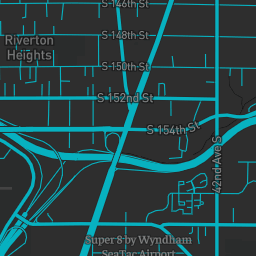 S 146th St
S 148th St
Riverton
Heights
S 150th St
S 152nd St
S 154th St
42nd Ave S
Super 8 by Wyndham
SeaTac Airport